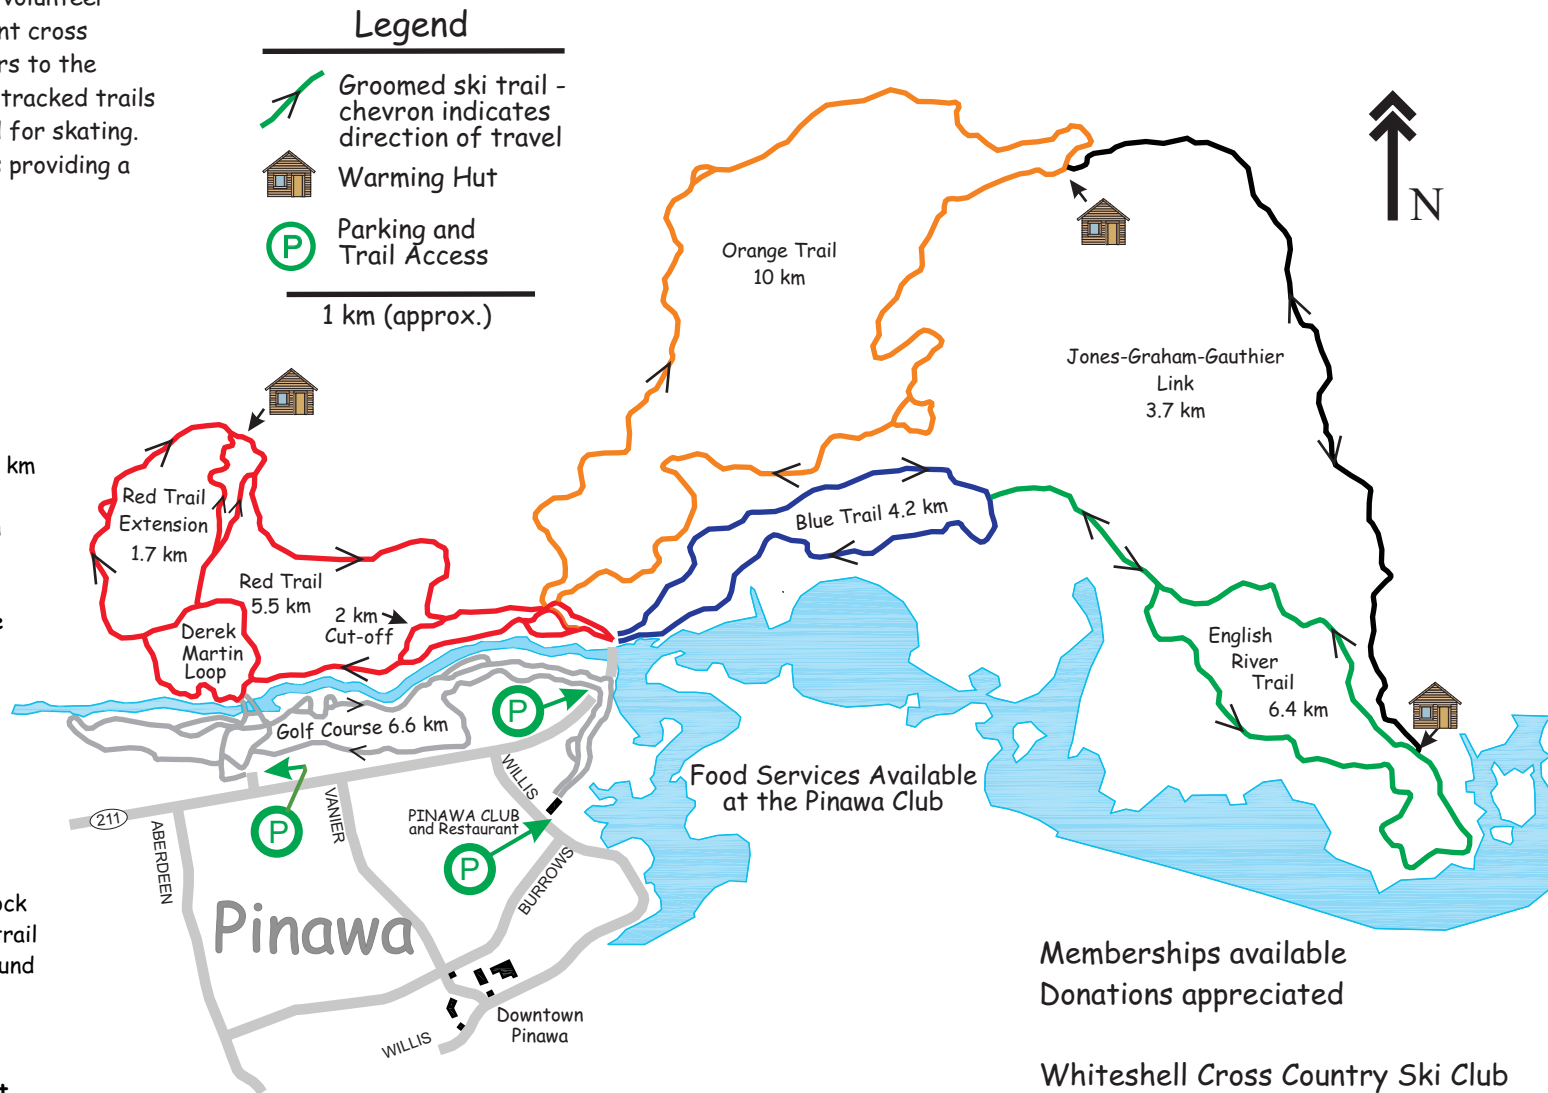 volunteer
nt cross
rs to the
tracked trails
d for skating.
s providing a
km
e
ock
trail
und
t
Legend
Groomed ski trail -
chevron indicates
direction of travel
Warming Hut
P
Parking and
Trail Access
1 km (approx.)
N
Orange Trail
10 km
Jones-Graham-Gauthier
Link
3.7 km
Red Trail
Extension
1.7 km
Red Trail
5.5 km
2 km
Cut-off
Derek
Martin
Loop
Blue Trail 4.2 km
English
River
Trail
6.4 km
Golf Course 6.6 km
P
WILLIS
Food Services Available
at the Pinawa Club
211
VANIER
P
PINAWA CLUB
and Restaurant
P
ABERDEEN
BURROWS
Pinawa
Downtown
Pinawa
WILLIS
Memberships available
Donations appreciated
Whiteshell Cross Country Ski Club